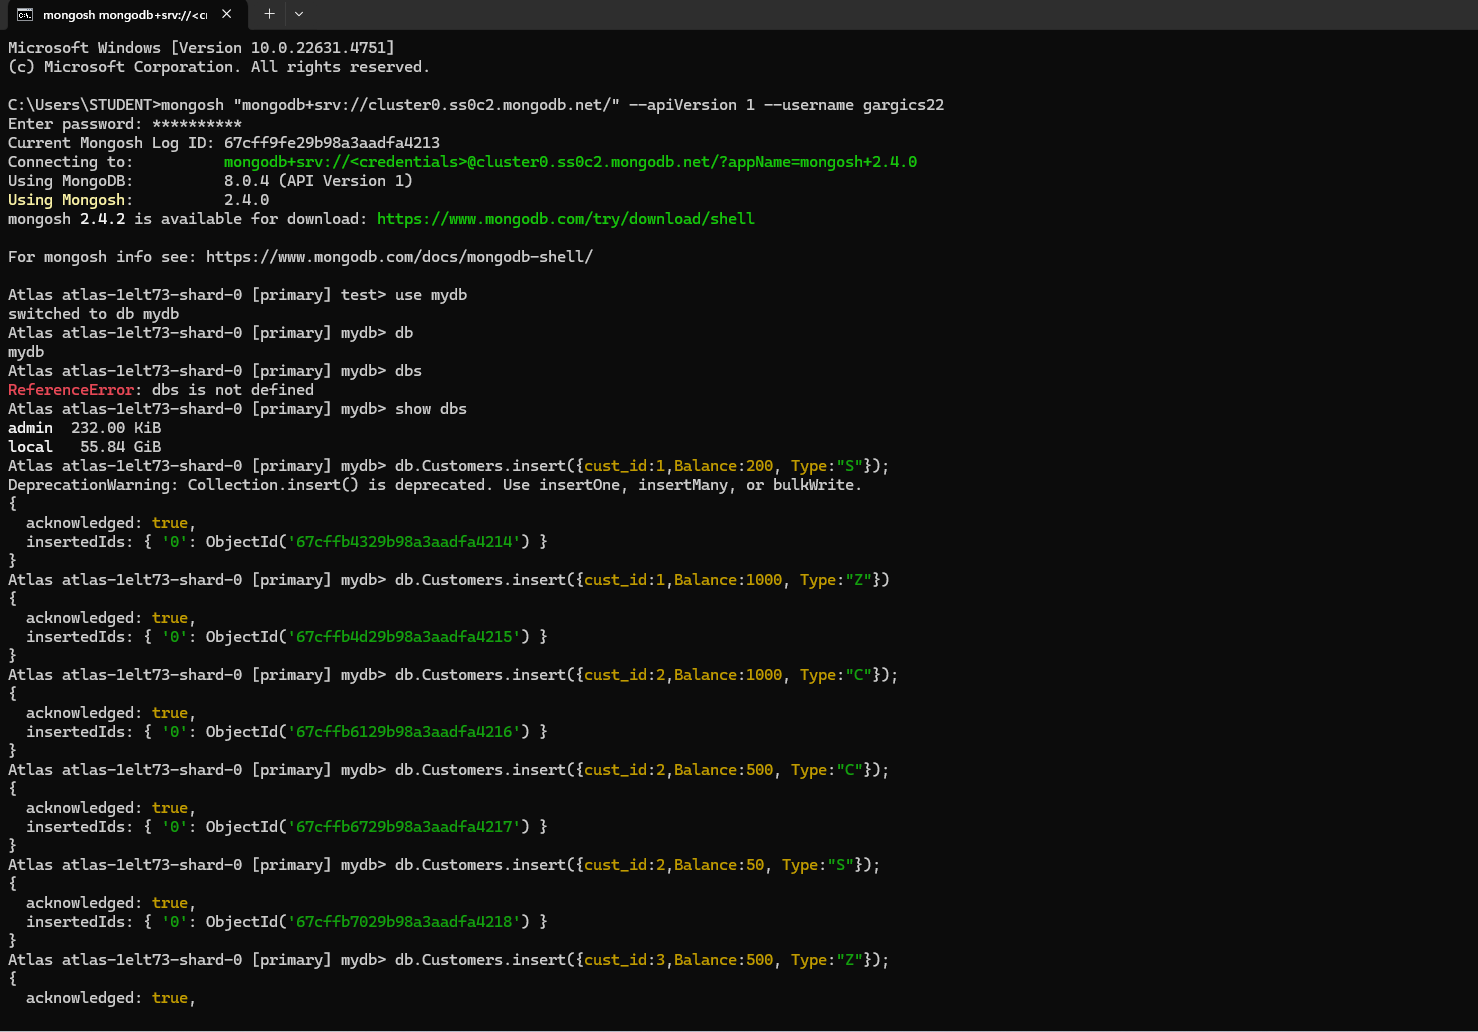 mongosh mongodb+srv://<cr
Microsoft Windows [Version 10.0.22631.4751]
(c) Microsoft Corporation. All rights reserved.
C:\Users\STUDENT>mongosh "mongodb+srv://cluster0.ss0c2.mongodb.net/" --apiVersion 1 --username gargics22
Enter password: **********
Current Mongosh Log ID: 67cff9fe29b98a3aadfa4213
Connecting to:          mongodb+srv://<credentials>@cluster0.ss0c2.mongodb.net/?appName=mongosh+2.4.0
Using MongoDB:          8.0.4 (API Version 1)
Using Mongosh:          2.4.0
mongosh 2.4.2 is available for download: https://www.mongodb.com/try/download/shell
For mongosh info see: https://www.mongodb.com/docs/mongodb-shell/
Atlas atlas-1elt73-shard-0 [primary] test> use mydb
switched to db mydb
Atlas atlas-1elt73-shard-0 [primary] mydb> db
mydb
Atlas atlas-1elt73-shard-0 [primary] mydb> dbs
ReferenceError: dbs is not defined
Atlas atlas-1elt73-shard-0 [primary] mydb> show dbs
admin  232.00 KiB
local   55.84 GiB
Atlas atlas-1elt73-shard-0 [primary] mydb> db.Customers.insert({cust_id:1,Balance:200, Type:"S"});
DeprecationWarning: Collection.insert() is deprecated. Use insertOne, insertMany, or bulkWrite.
{
  acknowledged: true,
  insertedIds: { '0': ObjectId('67cffb4329b98a3aadfa4214') }
}
Atlas atlas-1elt73-shard-0 [primary] mydb> db.Customers.insert({cust_id:1,Balance:1000, Type:"Z"})
{
  acknowledged: true,
  insertedIds: { '0': ObjectId('67cffb4d29b98a3aadfa4215') }
}
Atlas atlas-1elt73-shard-0 [primary] mydb> db.Customers.insert({cust_id:2,Balance:1000, Type:"C"});
{
  acknowledged: true,
  insertedIds: { '0': ObjectId('67cffb6129b98a3aadfa4216') }
}
Atlas atlas-1elt73-shard-0 [primary] mydb> db.Customers.insert({cust_id:2,Balance:500, Type:"C"});
{
  acknowledged: true,
  insertedIds: { '0': ObjectId('67cffb6729b98a3aadfa4217') }
}
Atlas atlas-1elt73-shard-0 [primary] mydb> db.Customers.insert({cust_id:2,Balance:50, Type:"S"});
{
  acknowledged: true,
  insertedIds: { '0': ObjectId('67cffb7029b98a3aadfa4218') }
}
Atlas atlas-1elt73-shard-0 [primary] mydb> db.Customers.insert({cust_id:3,Balance:500, Type:"Z"});
{
  acknowledged: true,